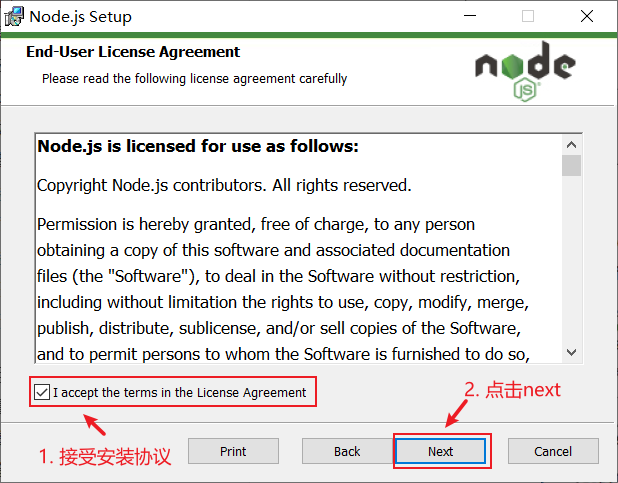 Node.js Setup
End-User License Agreement
Please read the following license agreement carefully
node
JS
Node.js is licensed for use as follows:
Copyright Node.js contributors. All rights reserved.
Permission is hereby granted, free of charge, to any person
obtaining a copy of this software and associated documentation
files (the "Software"), to deal in the Software without restriction,
including without limitation the rights to use, copy, modify, merge,
publish, distribute, sublicense, and/or sell copies of the Software,
and to permit persons to whom the Software is furnished to do so,
I accept the terms in the License Agreement
2. 点击next
1. 接受安装协议
Print
Back
Next
Cancel